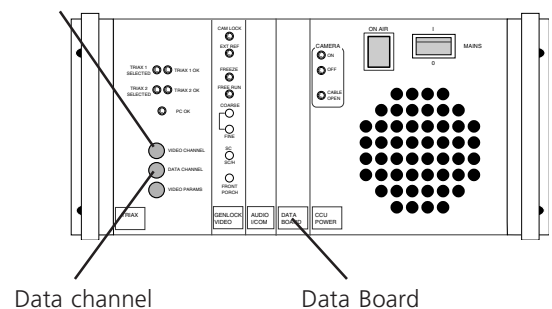 CAM LOCK
EXT REF
FREEZE
FREE RUN
COARSE
FINE
SC
SC/H
FRONT
PORCH
TRIAX 1
SELECTED
TRIAX 1 OK
TRIAX 2
SELECTED
TRIAX 2 OK
PC OK
VIDEO CHANNEL
DATA CHANNEL
VIDEO PARAMS
CAMERA
ON
OFF
CABLE
OPEN
ON AIR
I
MAINS
0
TRIAX
GENLOCK
VIDEO
AUDIO
I/COM
DATA
BOARD
CCU
POWER
Data channel
Data Board